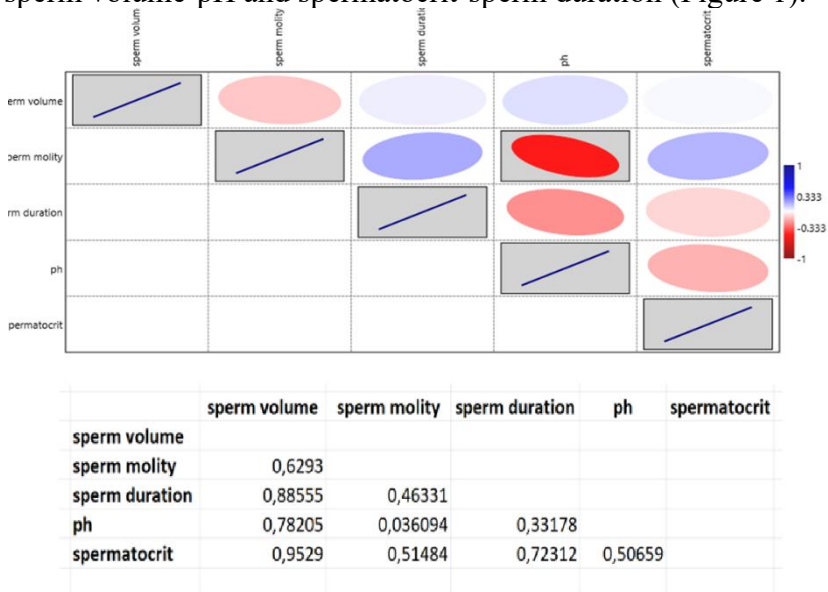 sperm volume-pH and spermatocrit-sperm duration (Figure 1).
sperm volum
sperm molity
sperm duratio
ph
spermatocrit
erm volume
perm molity
rm duration
ph
permatocrit
1
0.333
-0.333
-1
sperm volume sperm molity sperm duration ph spermatocrit
sperm volume
sperm molity 0,6293
sperm duration 0,88555 0,46331
ph 0,78205 0,036094 0,33178
spermatocrit 0,9529 0,51484 0,72312 0,50659